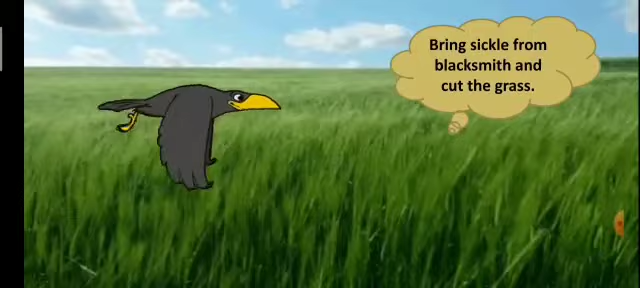 Bring sickle from
blacksmith and
cut the grass.